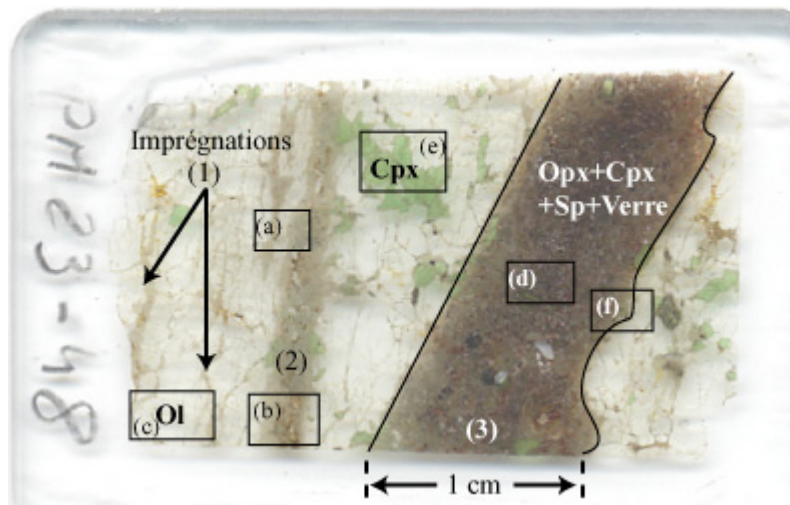 PM 23-48
Imprégnations
(1)
(e)
Cpx
Opx+Cpx
+Sp+Verre
(a)
(d)
(f)
(2)
(c) Ol
(b)
(3)
1 cm